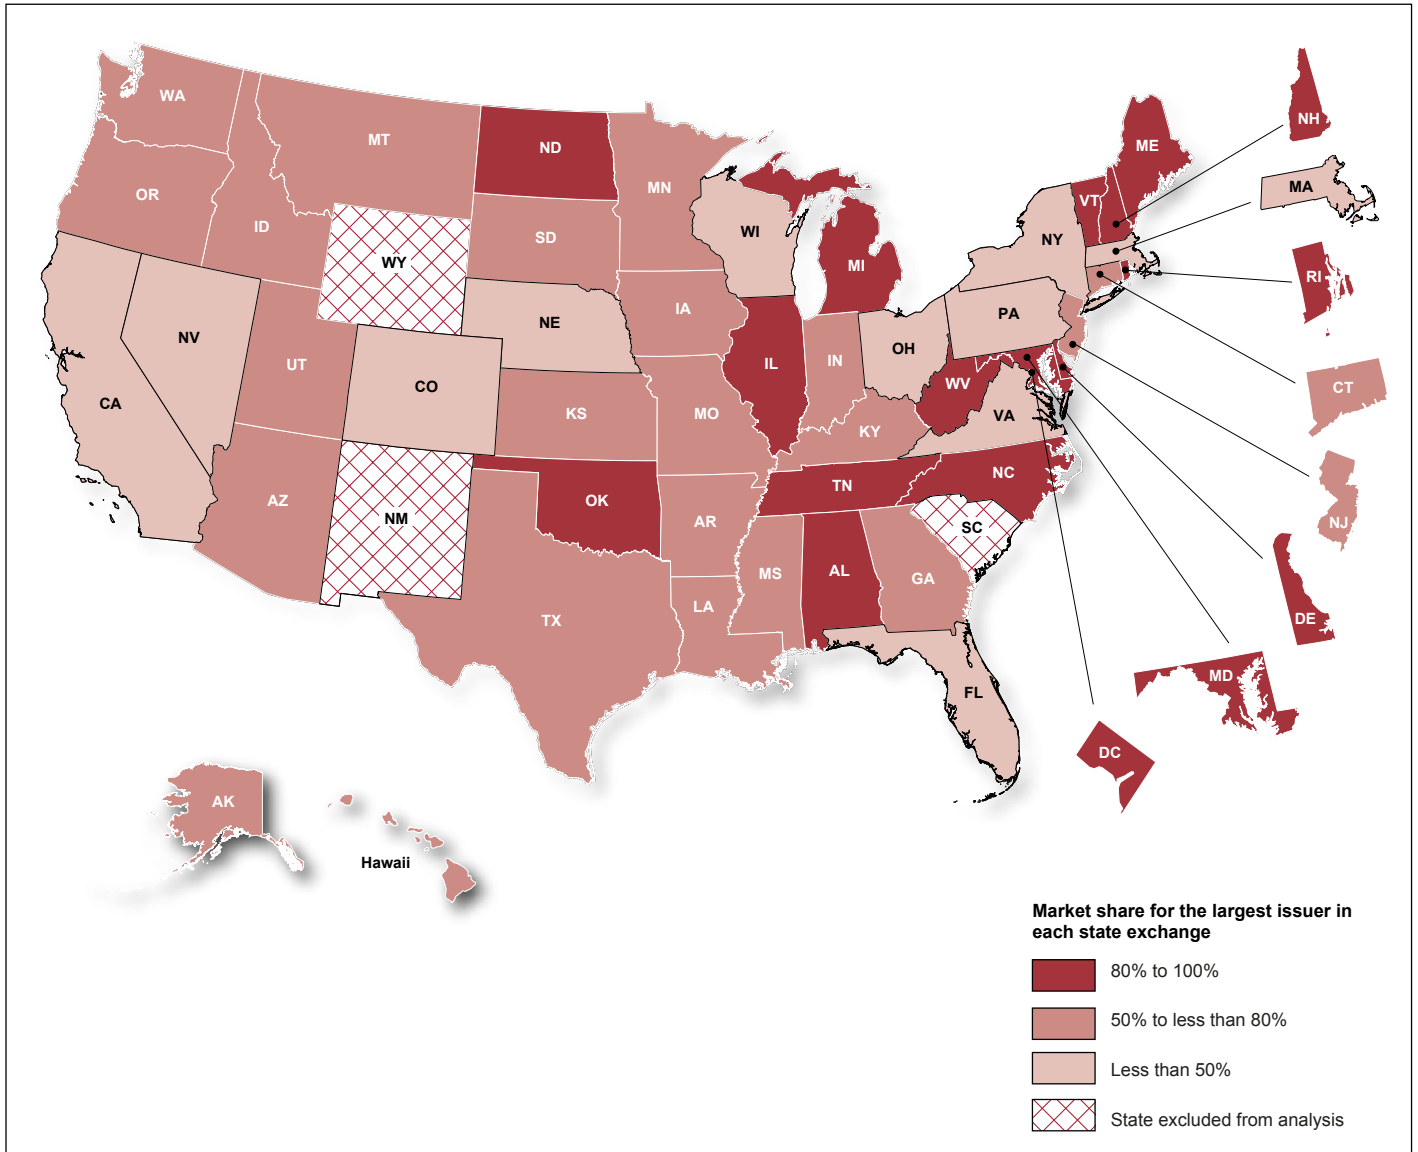 WA
MT
ND
MN
OR
ID
SD
WY
WI
MI
NY
VT
ME
NH
MA
RI
CT
NJ
DE
MD
DC
NV
UT
CO
NE
IA
IL
IN
OH
PA
WV
VA
CA
KS
MO
KY
NC
TN
AZ
NM
OK
AR
SC
MS
AL
GA
TX
LA
FL
AK
Hawaii
Market share for the largest issuer in
each state exchange
80% to 100%
50% to less than 80%
Less than 50%
State excluded from analysis